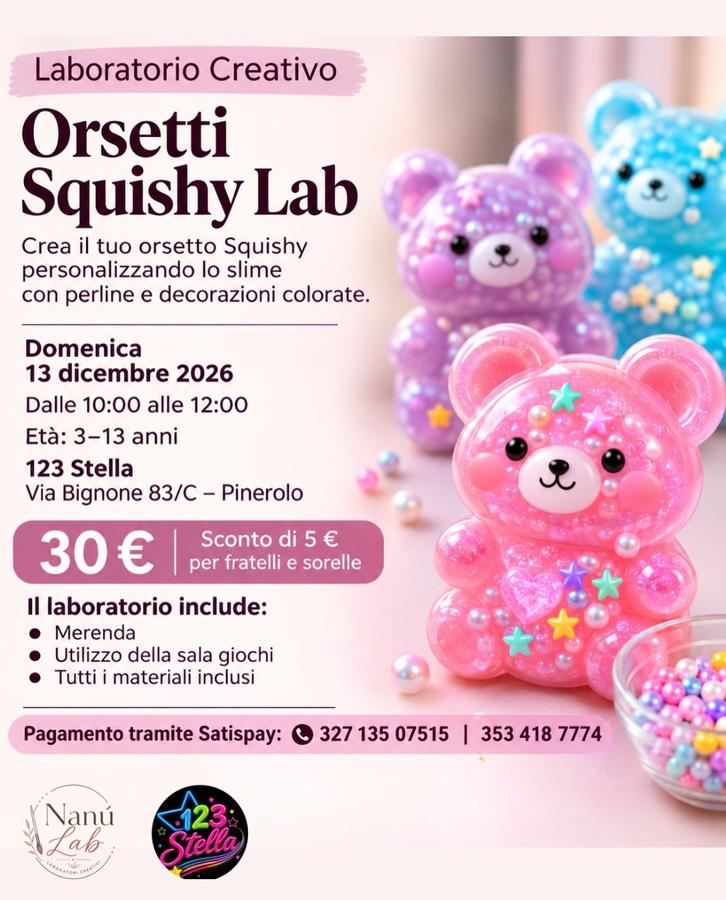 Laboratorio Creativo
Orsetti
Squishy Lab
Crea il tuo orsetto Squishy
personalizzando lo slime
con perline e decorazioni colorate.
Domenica
13 dicembre 2026
Dalle 10:00 alle 12:00
Età: 3–13 anni
123 Stella
Via Bignone 83/C – Pinerolo
30 € | Sconto di 5 €
per fratelli e sorelle
Il laboratorio include:
● Merenda
● Utilizzo della sala giochi
● Tutti i materiali inclusi
Pagamento tramite Satispay: 327 135 07515 | 353 418 7774
Nanú
Lab
LABORATORI CREATIVI
123
Stella